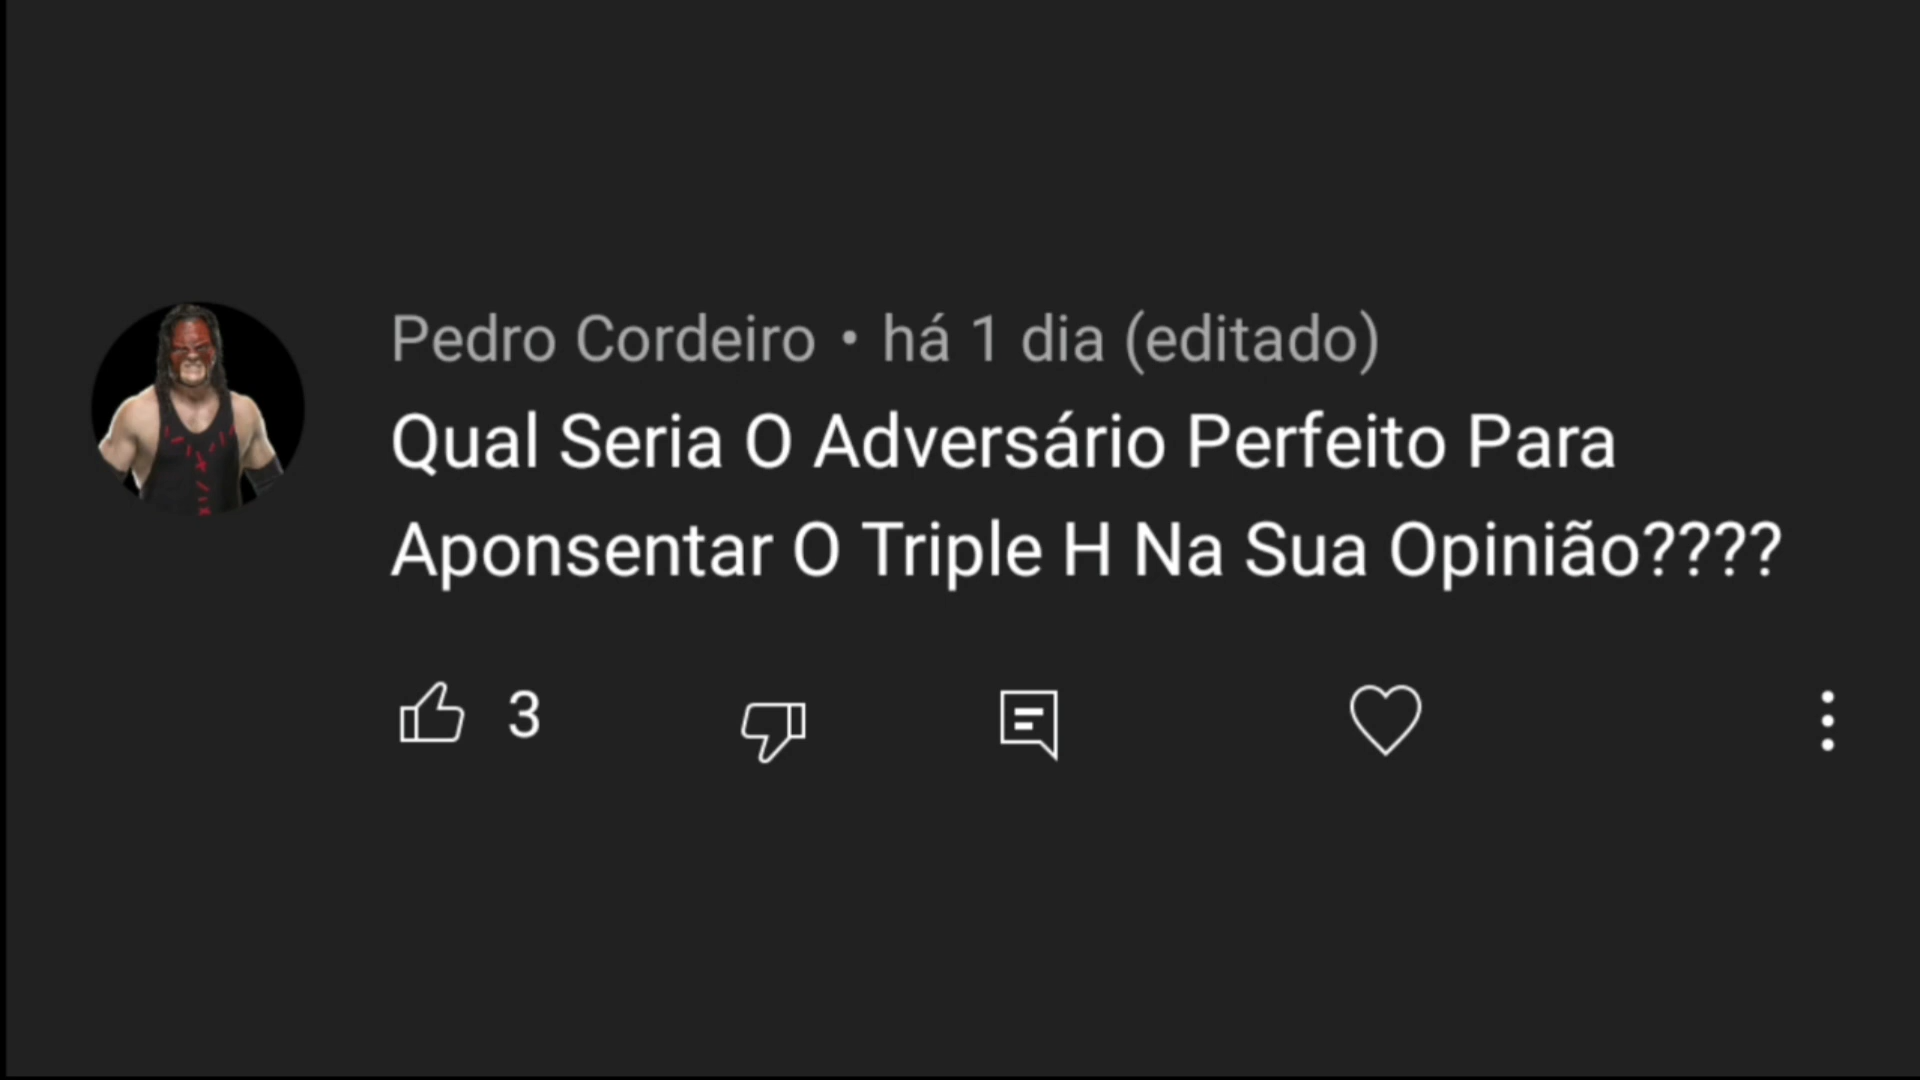 Pedro Cordeiro • há 1 dia (editado)
Qual Seria O Adversário Perfeito Para
Aponsentar O Triple H Na Sua Opinião????
3